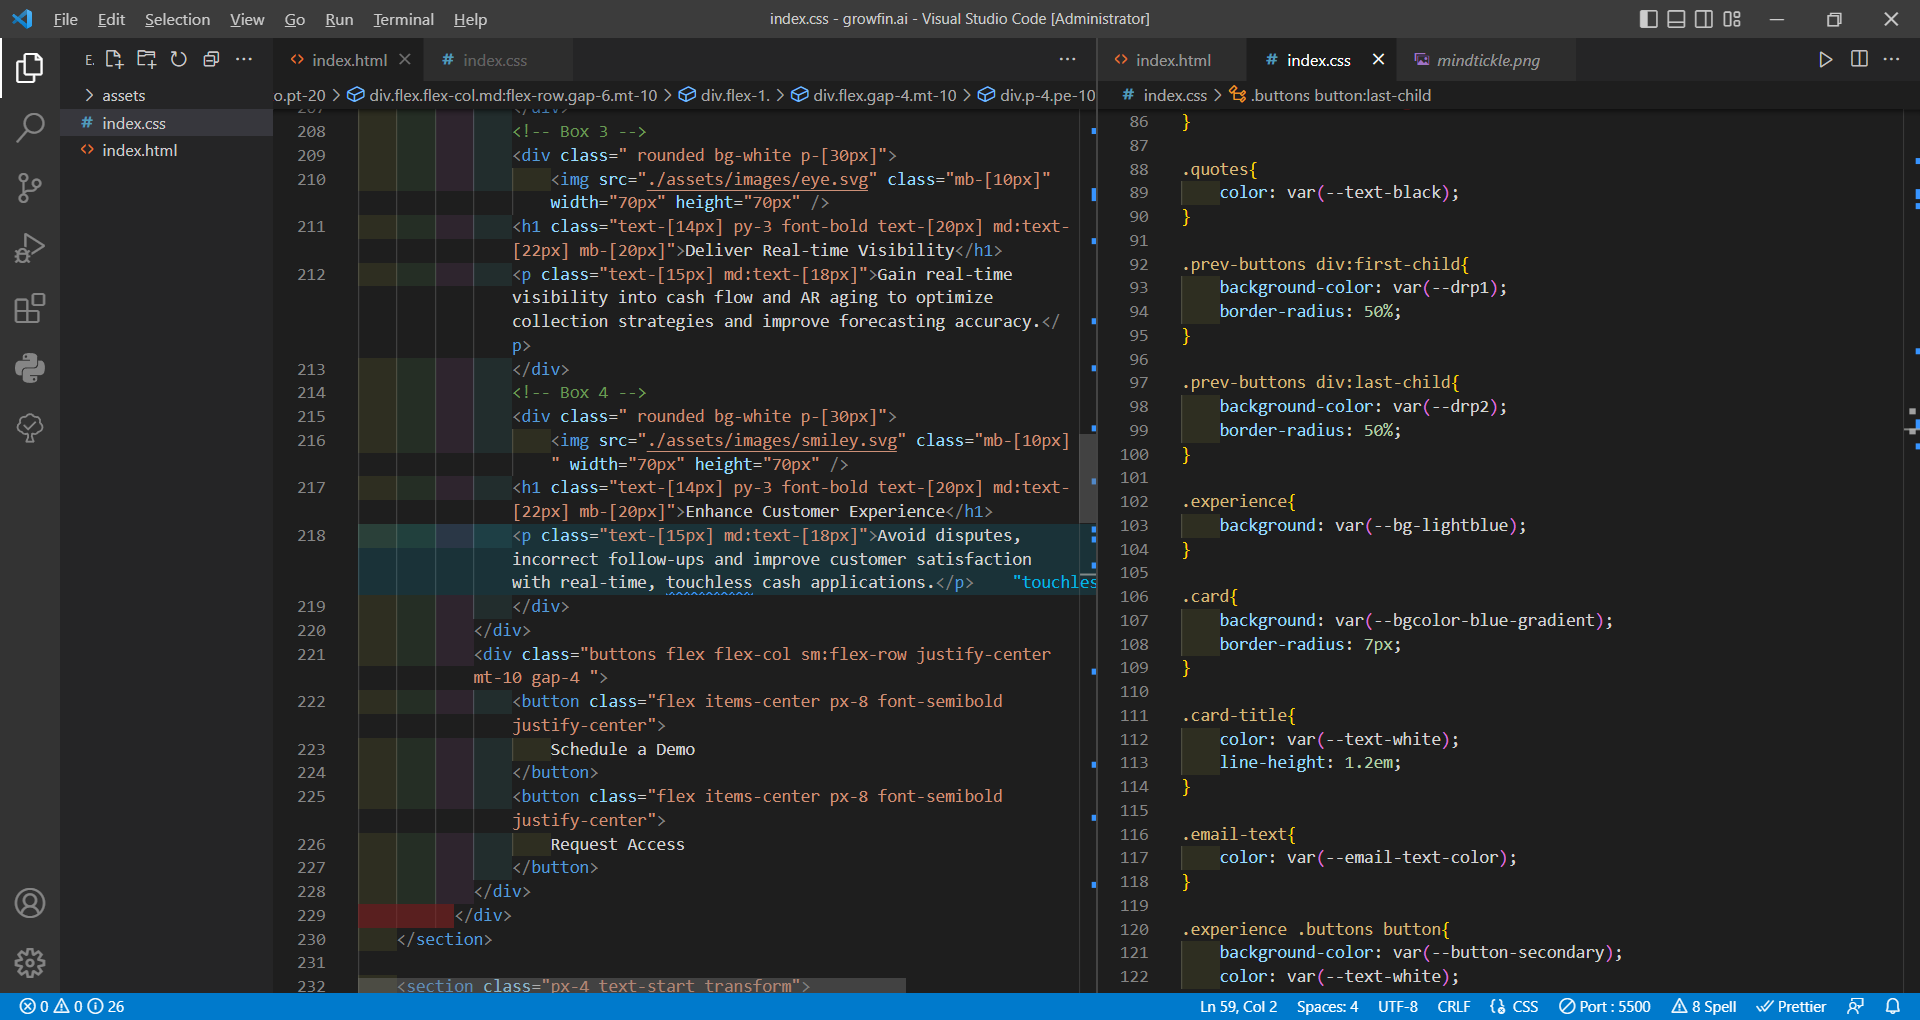 File Edit Selection View Go Run Terminal Help
index.css - growfin.ai - Visual Studio Code [Administrator]
E.
assets
# index.css
<> index.html
<> index.html
# index.css
o.pt-20 > div.flex.flex-col.md:flex-row.gap-6.mt-10 > div.flex-1. > div.flex.gap-4.mt-10 > div.p-4.pe-10
207 </div>
208 <!-- Box 3 -->
209 <div class=" rounded bg-white p-[30px]">
210 <img src="./assets/images/eye.svg" class="mb-[10px]"
width="70px" height="70px" />
211 <h1 class="text-[14px] py-3 font-bold text-[20px] md:text-
[22px] mb-[20px]">Deliver Real-time Visibility</h1>
212 <p class="text-[15px] md:text-[18px]">Gain real-time
visibility into cash flow and AR aging to optimize
collection strategies and improve forecasting accuracy.</
p>
213 </div>
214 <!-- Box 4 -->
215 <div class=" rounded bg-white p-[30px]">
216 <img src="./assets/images/smiley.svg" class="mb-[10px]
" width="70px" height="70px" />
217 <h1 class="text-[14px] py-3 font-bold text-[20px] md:text-
[22px] mb-[20px]">Enhance Customer Experience</h1>
218 <p class="text-[15px] md:text-[18px]">Avoid disputes,
incorrect follow-ups and improve customer satisfaction
with real-time, touchless cash applications.</p> "touchles
219 </div>
220 </div>
221 <div class="buttons flex flex-col sm:flex-row justify-center
mt-10 gap-4 ">
222 <button class="flex items-center px-8 font-semibold
justify-center">
223 Schedule a Demo
224 </button>
225 <button class="flex items-center px-8 font-semibold
justify-center">
226 Request Access
227 </button>
228 </div>
229 </div>
230 </section>
231
232 <section class="px-4 text-start transform">
<> index.html
# index.css
mindtickle.png
# index.css > .buttons button:last-child
86 }
87
88 .quotes{
89 color: var(--text-black);
90 }
91
92 .prev-buttons div:first-child{
93 background-color: var(--drp1);
94 border-radius: 50%;
95 }
96
97 .prev-buttons div:last-child{
98 background-color: var(--drp2);
99 border-radius: 50%;
100 }
101
102 .experience{
103 background: var(--bg-lightblue);
104 }
105
106 .card{
107 background: var(--bgcolor-blue-gradient);
108 border-radius: 7px;
109 }
110
111 .card-title{
112 color: var(--text-white);
113 line-height: 1.2em;
114 }
115
116 .email-text{
117 color: var(--email-text-color);
118 }
119
120 .experience .buttons button{
121 background-color: var(--button-secondary);
122 color: var(--text-white);
0 0 26
Ln 59, Col 2 Spaces: 4 UTF-8 CRLF CSS Port : 5500 8 Spell Prettier